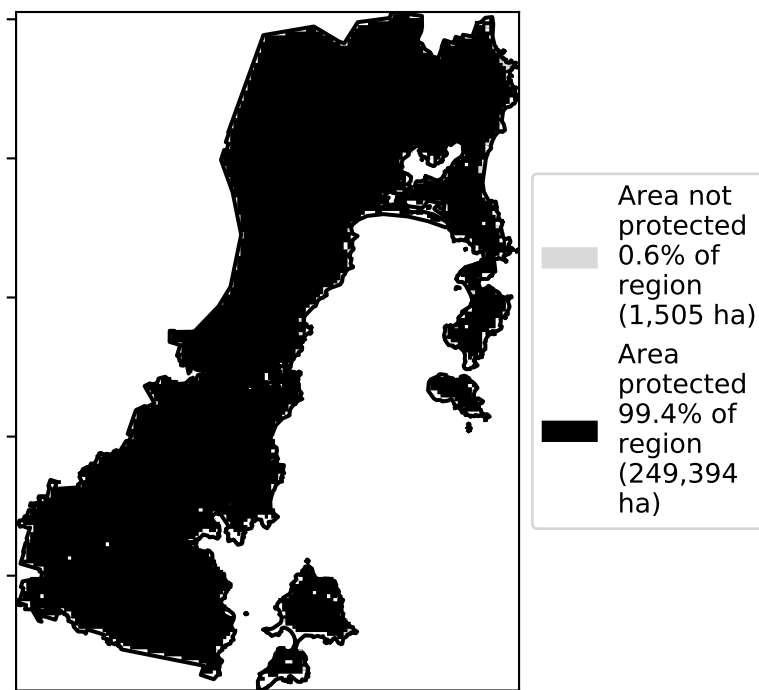 Area not
protected
0.6% of
region
(1,505 ha)
Area
protected
99.4% of
region
(249,394
ha)